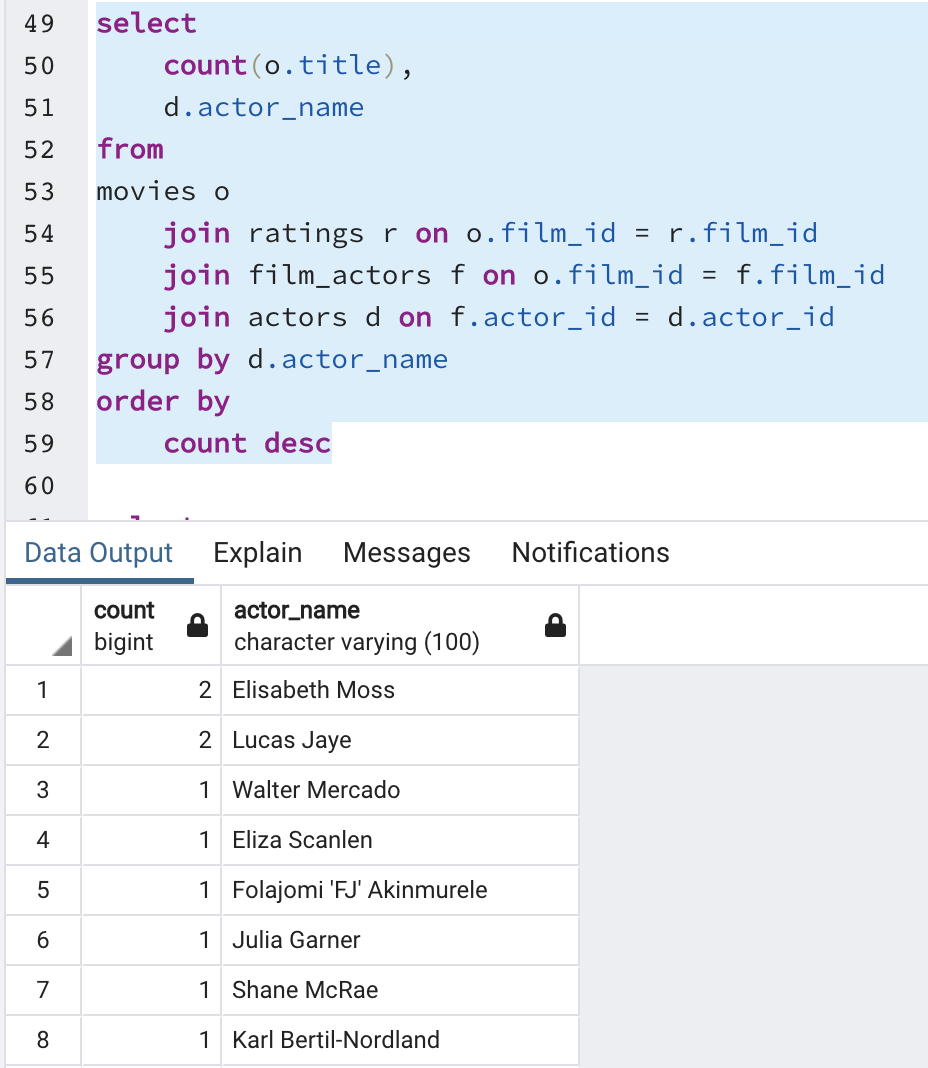 49 select
50 count(o.title),
51 d.actor_name
52 from
53 movies o
54 join ratings r on o.film_id = r.film_id
55 join film_actors f on o.film_id = f.film_id
56 join actors d on f.actor_id = d.actor_id
57 group by d.actor_name
58 order by
59 count desc
60
Data Output Explain Messages Notifications
count actor_name
bigint character varying (100)
1 2 Elisabeth Moss
2 2 Lucas Jaye
3 1 Walter Mercado
4 1 Eliza Scanlen
5 1 Folajomi 'FJ' Akinmurele
6 1 Julia Garner
7 1 Shane McRae
8 1 Karl Bertil-Nordland